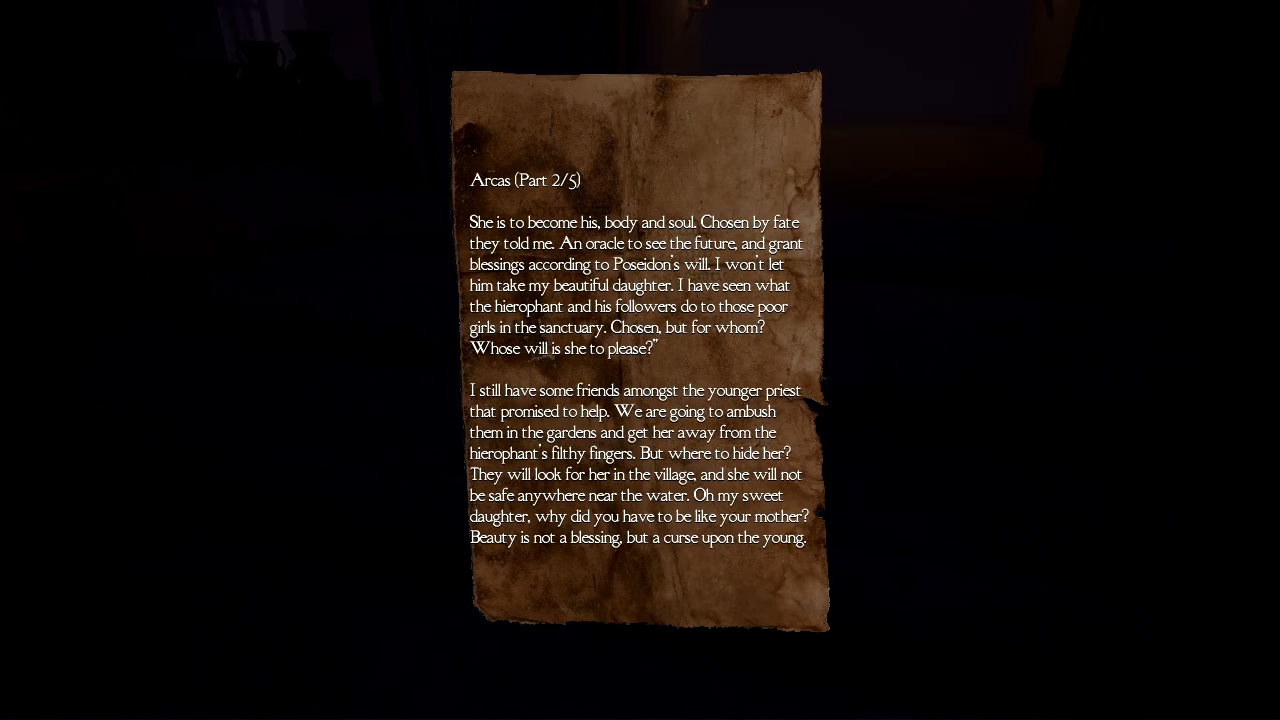 Arcas (Part 2/5)
She is to become his, body and soul. Chosen by fate
they told me. An oracle to see the future, and grant
blessings according to Poseidon's will. I won't let
him take my beautiful daughter. I have seen what
the hierophant and his followers do to those poor
girls in the sanctuary. Chosen, but for whom?
Whose will is she to please?"
I still have some friends amongst the younger priest
that promised to help. We are going to ambush
them in the gardens and get her away from the
hierophant's filthy fingers. But where to hide her?
They will look for her in the village, and she will not
be safe anywhere near the water. Oh my sweet
daughter, why did you have to be like your mother?
Beauty is not a blessing, but a curse upon the young.